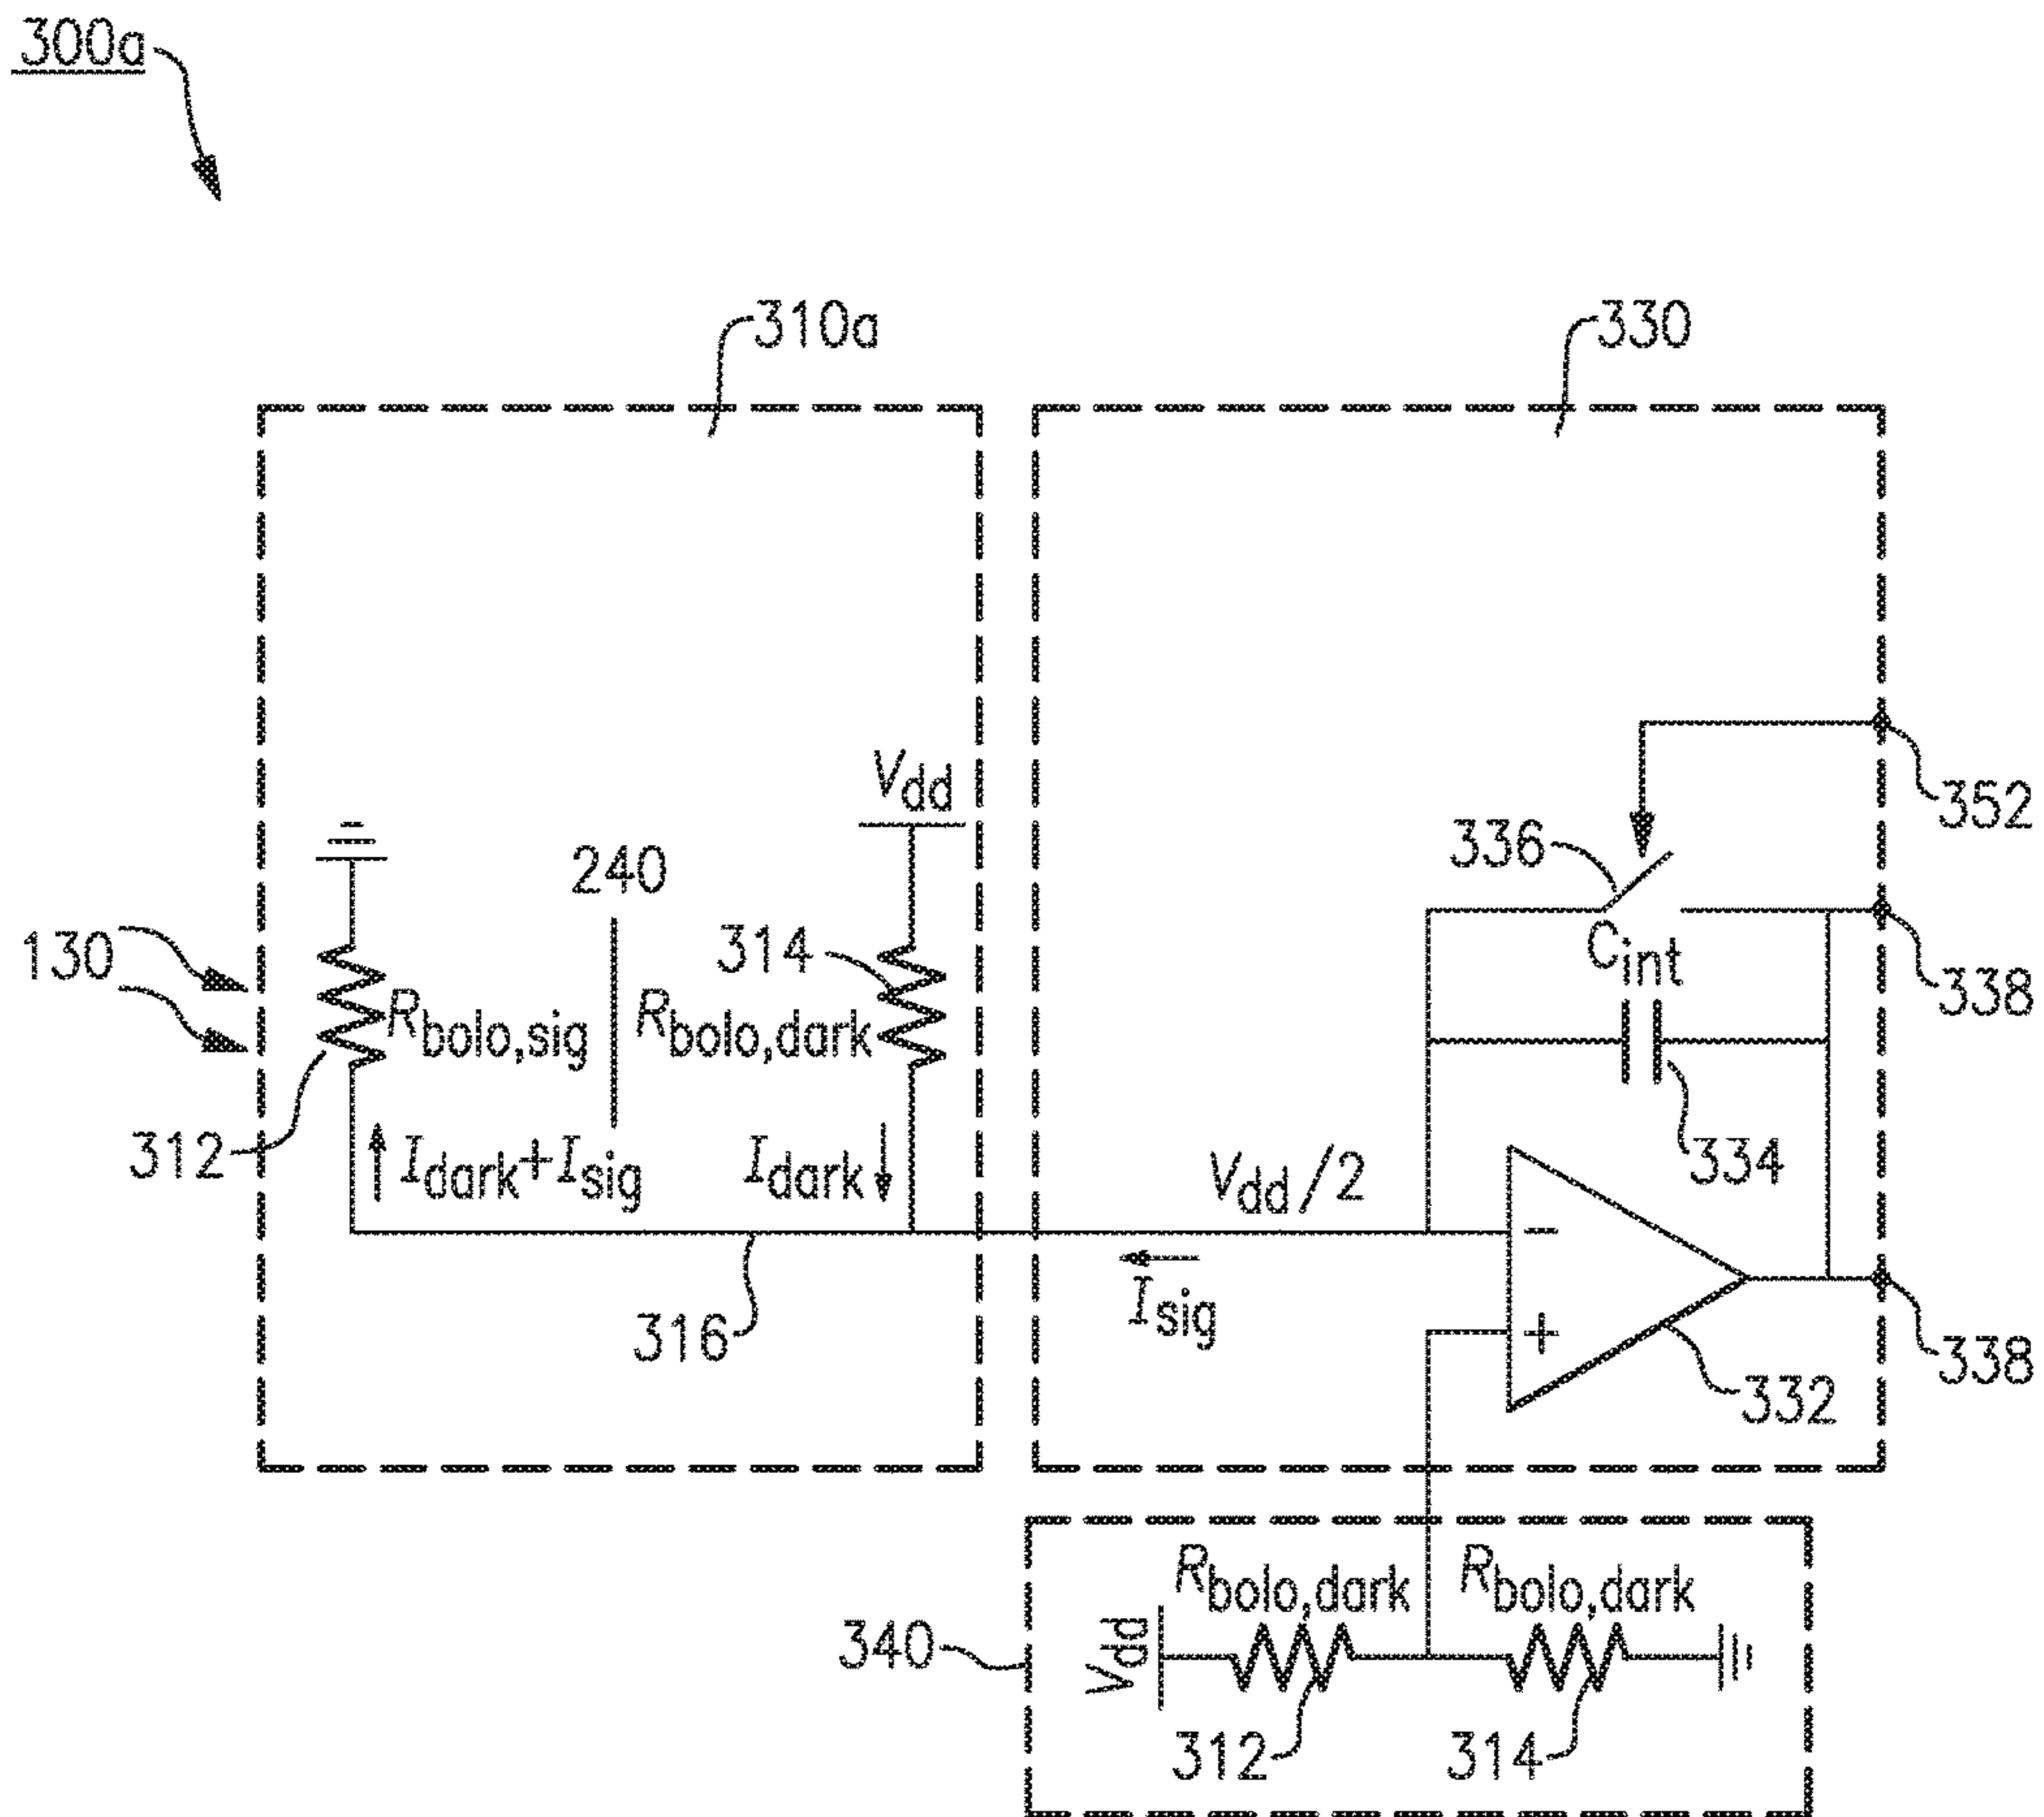 300a
310a
330
Vdd
352
336
240
130
314
Cint
338
Rbolo,sig
Rbolo,dark
312
Idark+Isig
Idark
Vdd/2
334
−
316
Isig
+
338
332
Rbolo,dark
Rbolo,dark
340
Vdd
312
314